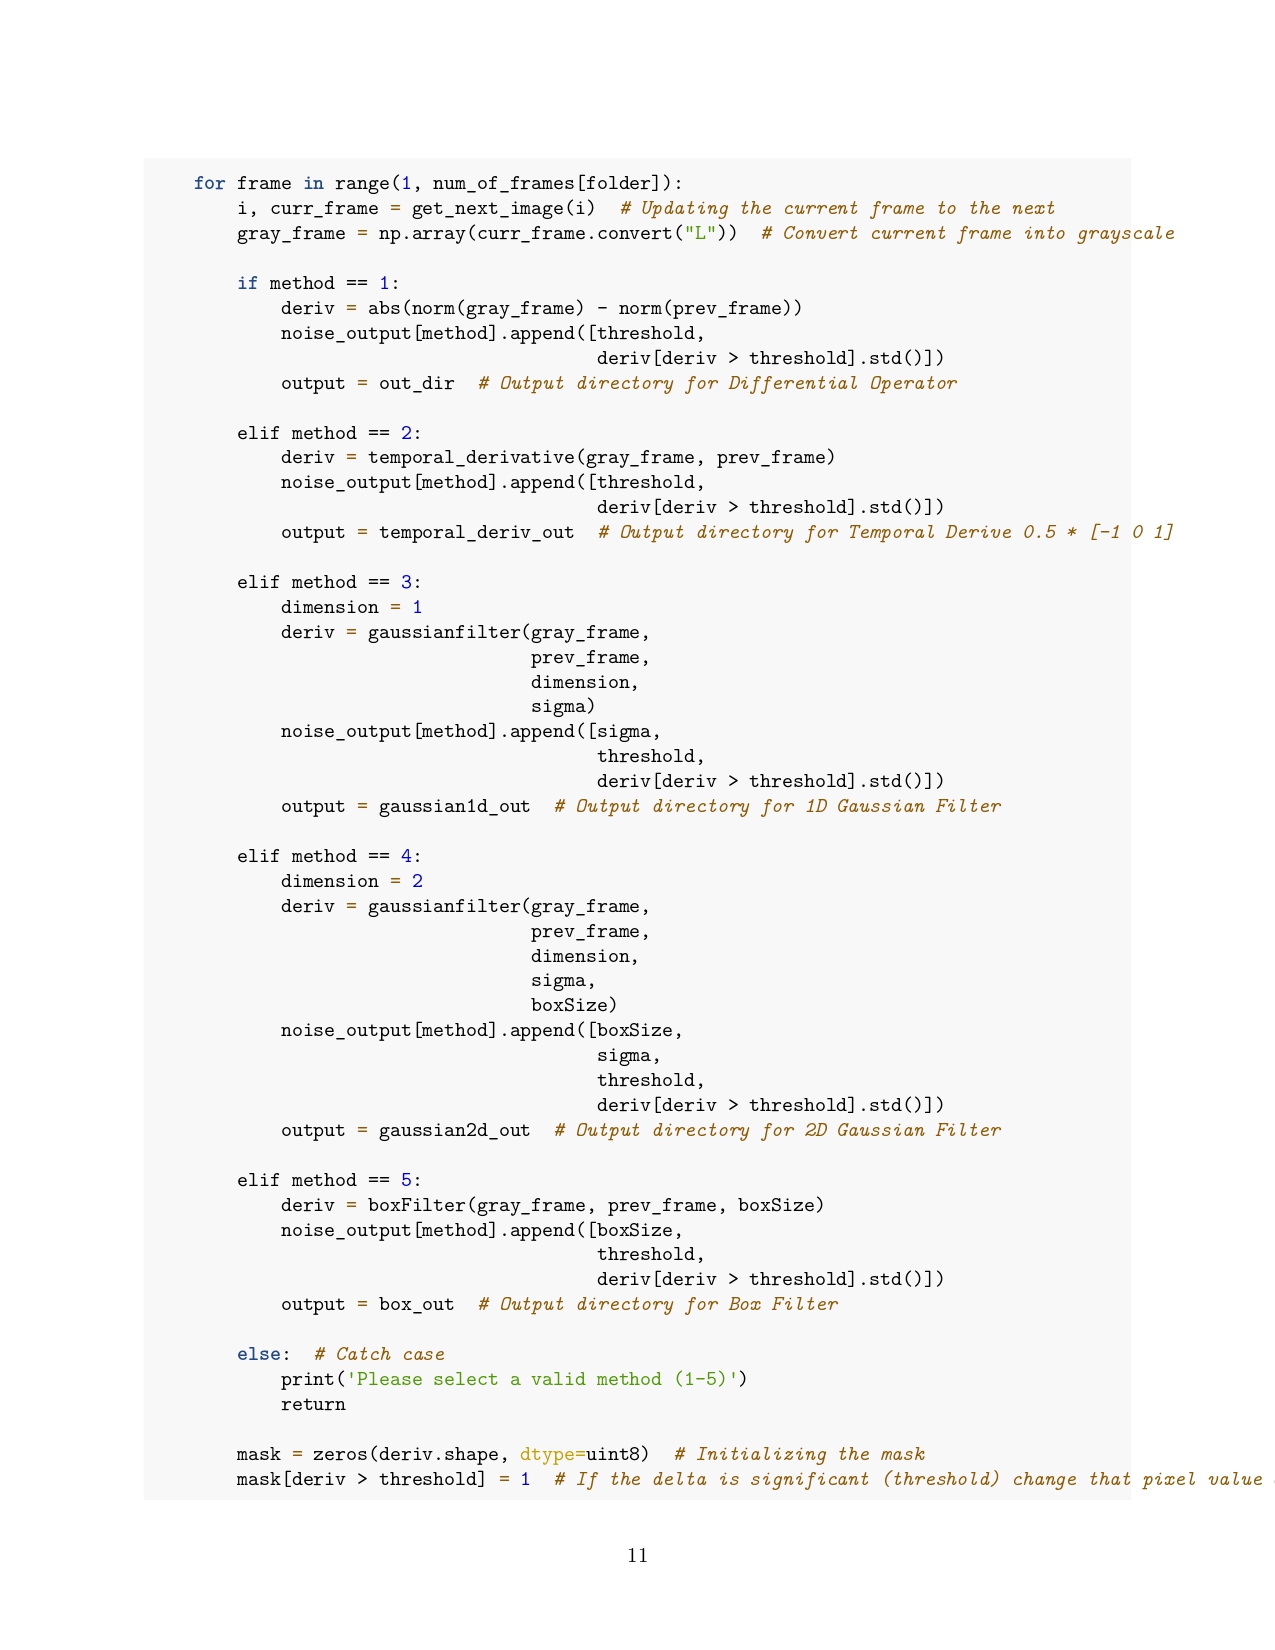 for frame in range(1, num_of_frames[folder]):
    i, curr_frame = get_next_image(i)  # Updating the current frame to the next
    gray_frame = np.array(curr_frame.convert("L"))  # Convert current frame into grayscale

    if method == 1:
        deriv = abs(norm(gray_frame) - norm(prev_frame))
        noise_output[method].append([threshold,
                                     deriv[deriv > threshold].std()])
        output = out_dir  # Output directory for Differential Operator

    elif method == 2:
        deriv = temporal_derivative(gray_frame, prev_frame)
        noise_output[method].append([threshold,
                                     deriv[deriv > threshold].std()])
        output = temporal_deriv_out  # Output directory for Temporal Derive 0.5 * [-1 0 1]

    elif method == 3:
        dimension = 1
        deriv = gaussianfilter(gray_frame,
                               prev_frame,
                               dimension,
                               sigma)
        noise_output[method].append([sigma,
                                     threshold,
                                     deriv[deriv > threshold].std()])
        output = gaussian1d_out  # Output directory for 1D Gaussian Filter

    elif method == 4:
        dimension = 2
        deriv = gaussianfilter(gray_frame,
                               prev_frame,
                               dimension,
                               sigma,
                               boxSize)
        noise_output[method].append([boxSize,
                                     sigma,
                                     threshold,
                                     deriv[deriv > threshold].std()])
        output = gaussian2d_out  # Output directory for 2D Gaussian Filter

    elif method == 5:
        deriv = boxFilter(gray_frame, prev_frame, boxSize)
        noise_output[method].append([boxSize,
                                     threshold,
                                     deriv[deriv > threshold].std()])
        output = box_out  # Output directory for Box Filter

    else:  # Catch case
        print('Please select a valid method (1-5)')
        return

    mask = zeros(deriv.shape, dtype=uint8)  # Initializing the mask
    mask[deriv > threshold] = 1  # If the delta is significant (threshold) change that pixel value
11